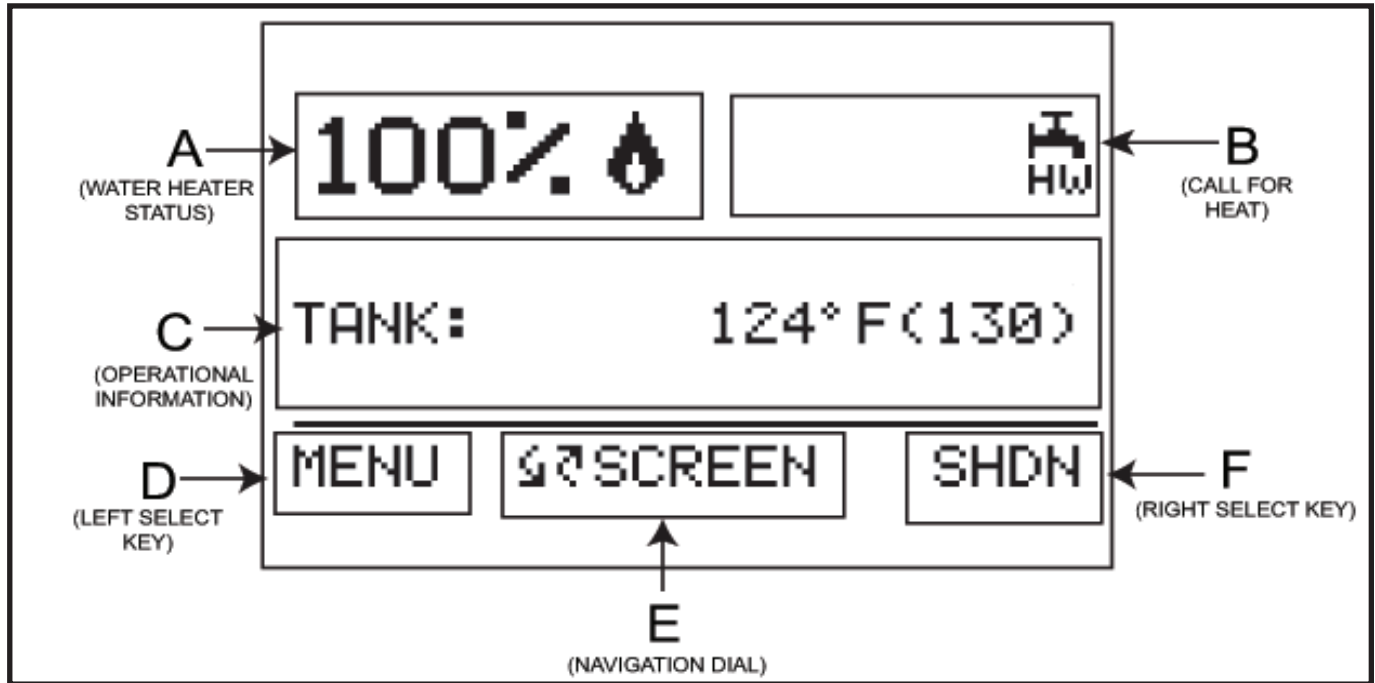 100%
HW
A
(WATER HEATER
STATUS)
B
(CALL FOR
HEAT)
TANK: 124°F(130)
C
(OPERATIONAL
INFORMATION)
MENU SCREEN SHDN
D
(LEFT SELECT
KEY)
F
(RIGHT SELECT KEY)
E
(NAVIGATION DIAL)